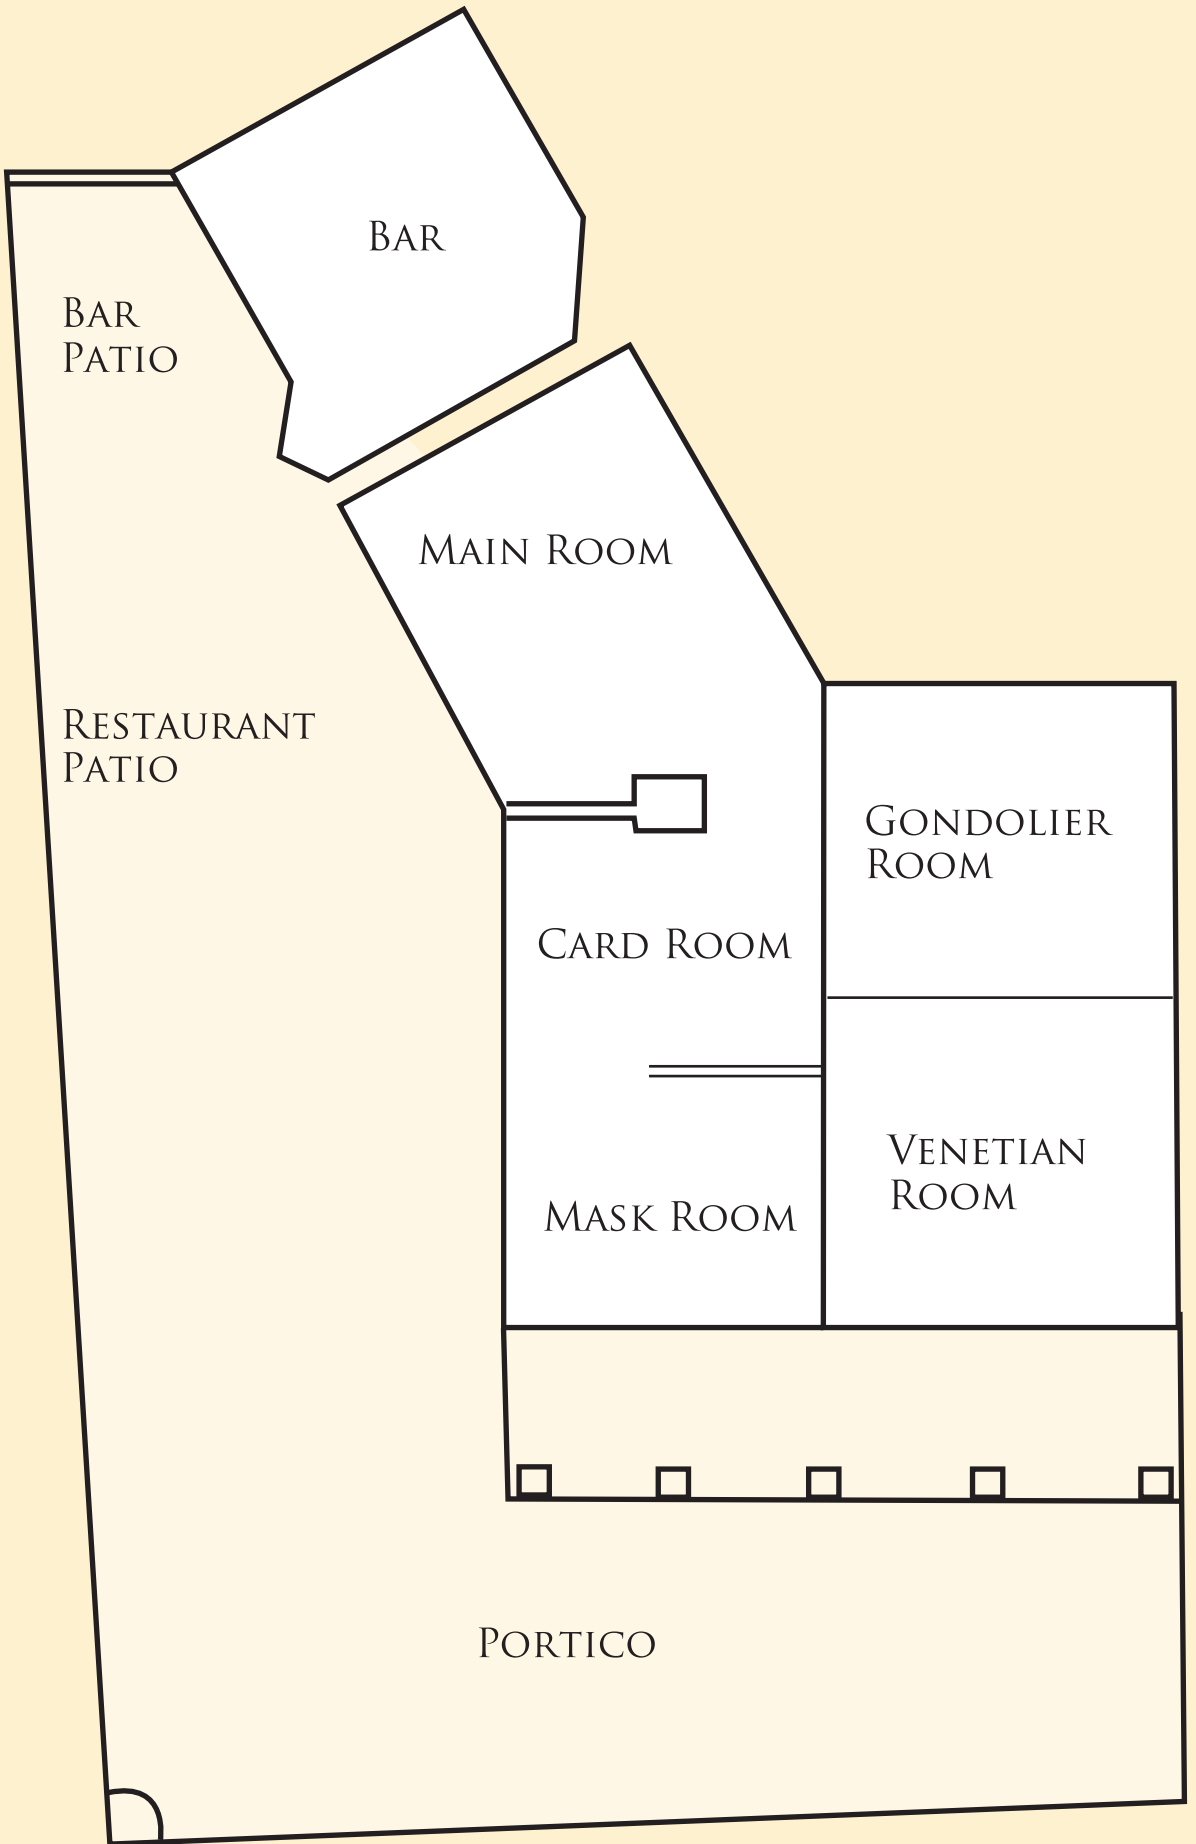 Bar
Bar
Patio
Main Room
Restaurant
Patio
Gondolier
Room
Card Room
Venetian
Room
Mask Room
Portico